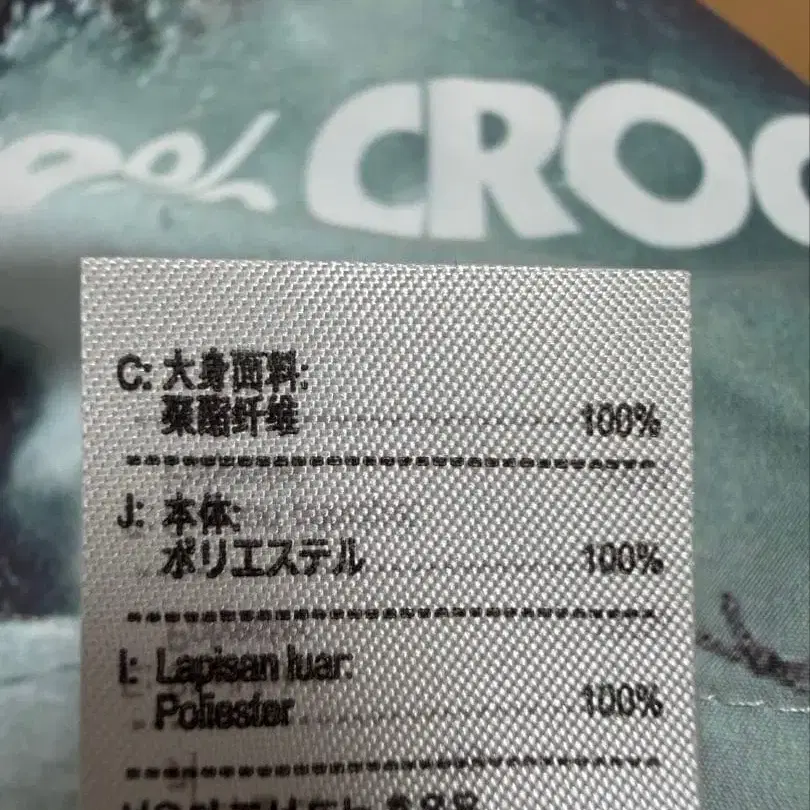 CROC
C: 大身面料:
聚酯纤维 100%
J: 本体:
ポリエステル 100%
I: Lapisan luar:
Poliester 100%